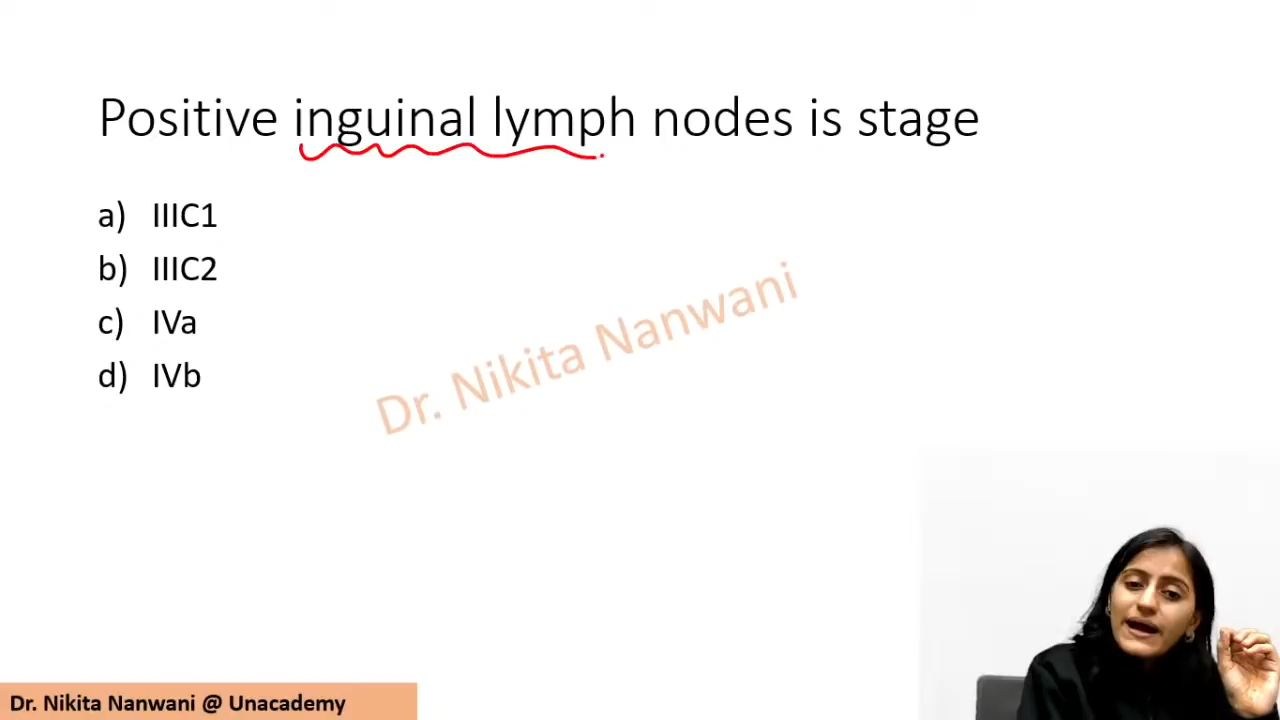 Positive inguinal lymph nodes is stage
a) IIIC1
b) IIIC2
c) IVa
d) IVb
Dr. Nikita Nanwani
Dr. Nikita Nanwani @ Unacademy